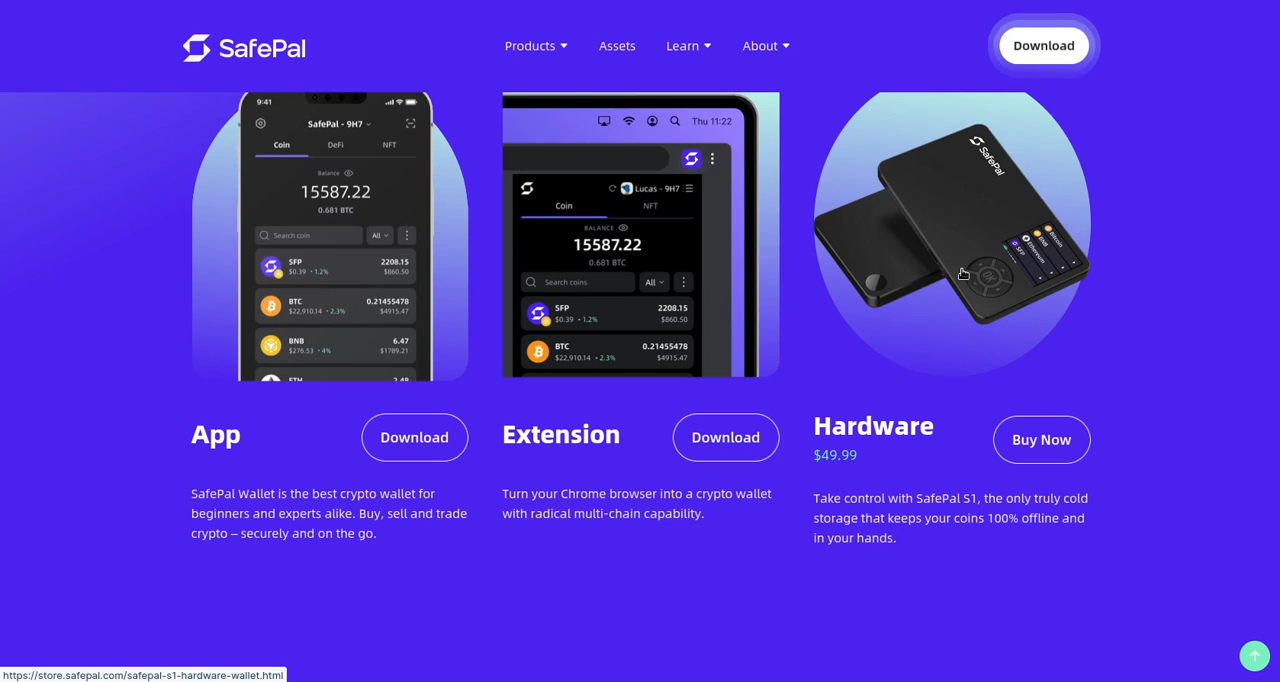 SafePal
Products
Assets
Learn
About
Download
9:41
SafePal - 9H7
Coin
DeFi
NFT
Balance
15587.22
0.681 BTC
Search coin
All
SFP
2208.15
$0.39 • 1.2%
$860.50
BTC
0.21455478
$22,910.14 • 2.3%
$4915.47
BNB
6.47
$276.53 • 4%
$1789.21
Thu 11:22
Lucas - 9H7
Coin
NFT
BALANCE
15587.22
0.681 BTC
Search coins
All
SFP
2208.15
$0.39 • 1.2%
$860.50
BTC
0.21455478
$22,910.14 • 2.3%
$4915.47
SafePal
OK
SFP
Ethereum
BNB
Bitcoin
App
Download
SafePal Wallet is the best crypto wallet for
beginners and experts alike. Buy, sell and trade
crypto – securely and on the go.
Extension
Download
Turn your Chrome browser into a crypto wallet
with radical multi-chain capability.
Hardware
$49.99
Buy Now
Take control with SafePal S1, the only truly cold
storage that keeps your coins 100% offline and
in your hands.
https://store.safepal.com/safepal-s1-hardware-wallet.html